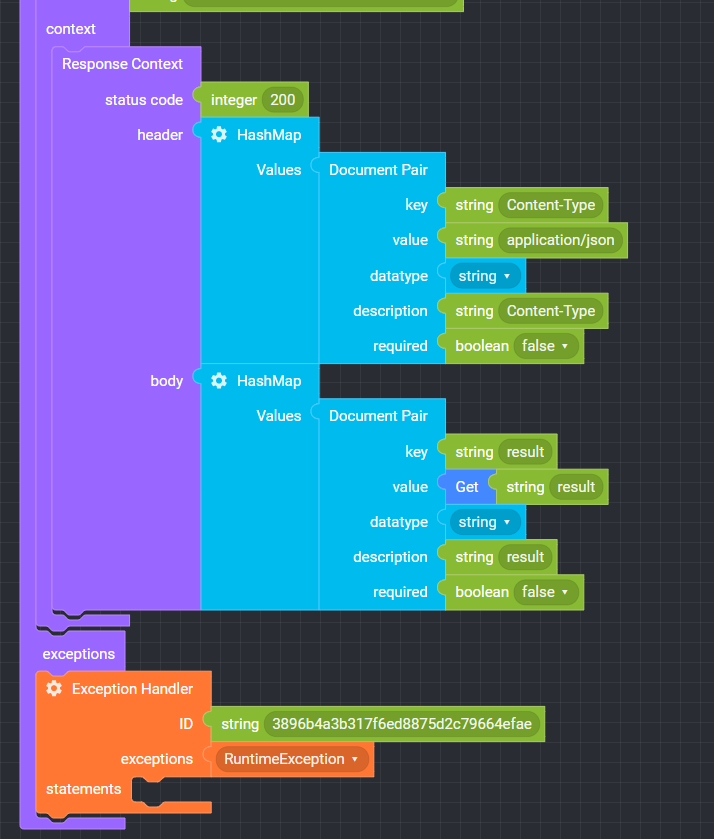 context
Response Context
status code integer 200
header HashMap
Values Document Pair
key string Content-Type
value string application/json
datatype string
description string Content-Type
required boolean false
body HashMap
Values Document Pair
key string result
value Get string result
datatype string
description string result
required boolean false
exceptions
Exception Handler
ID string 3896b4a3b317f6ed8875d2c79664efae
exceptions RuntimeException
statements